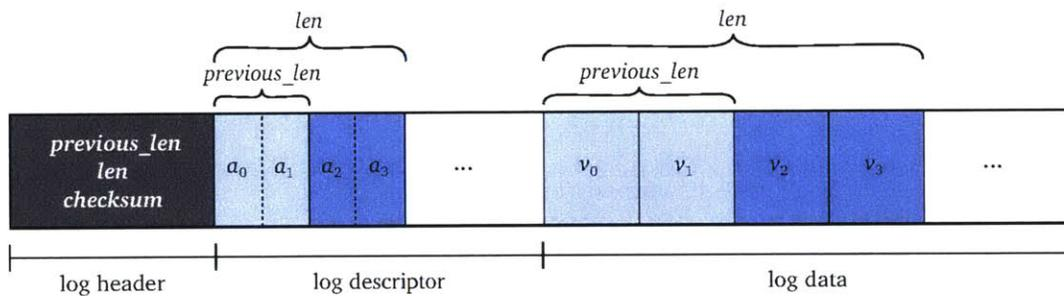 len
len
previous_len
previous_len
previous_len
len
checksum
a0 a1 a2 a3 ... v0 v1 v2 v3 ...
log header log descriptor log data